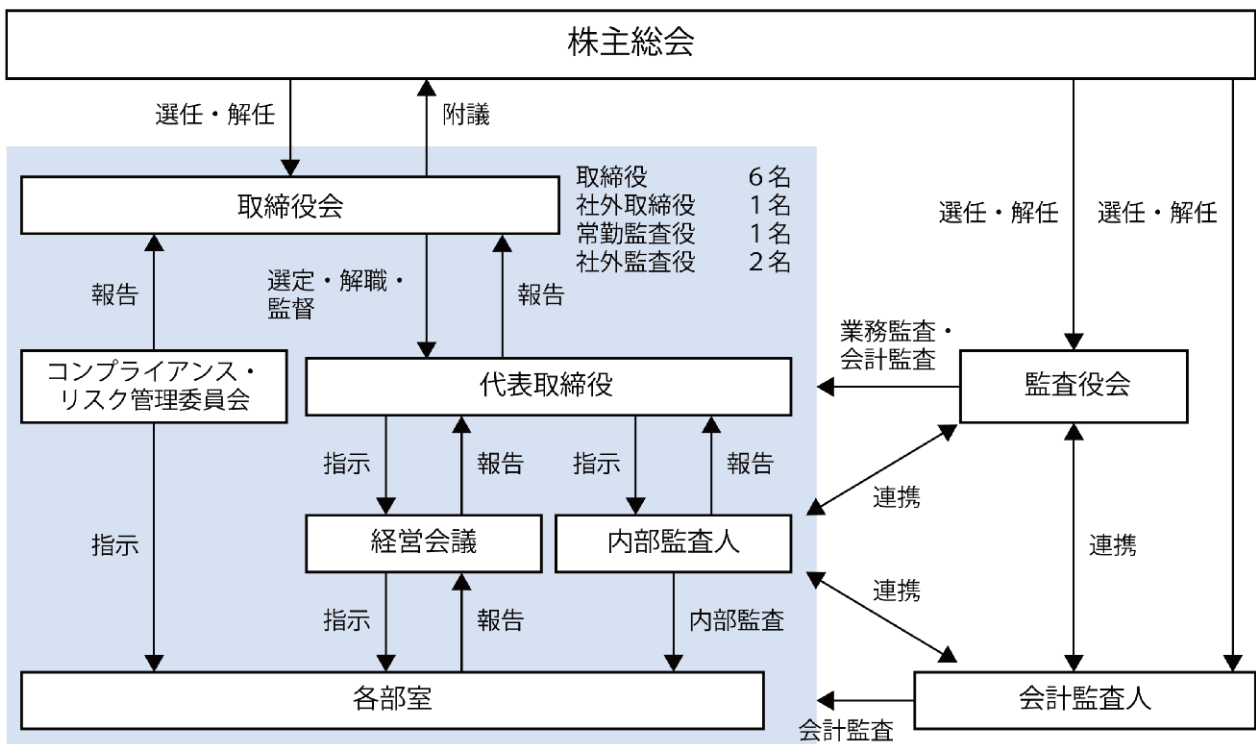 株主総会
選任・解任
附議
取締役会
取締役 6名
社外取締役 1名
常勤監査役 1名
社外監査役 2名
選任・解任
選任・解任
報告
選定・解職・
監督
報告
業務監査・
会計監査
コンプライアンス・
リスク管理委員会
代表取締役
監査役会
指示
報告
指示
報告
連携
指示
経営会議
内部監査人
連携
連携
指示
報告
内部監査
各部室
会計監査人
会計監査